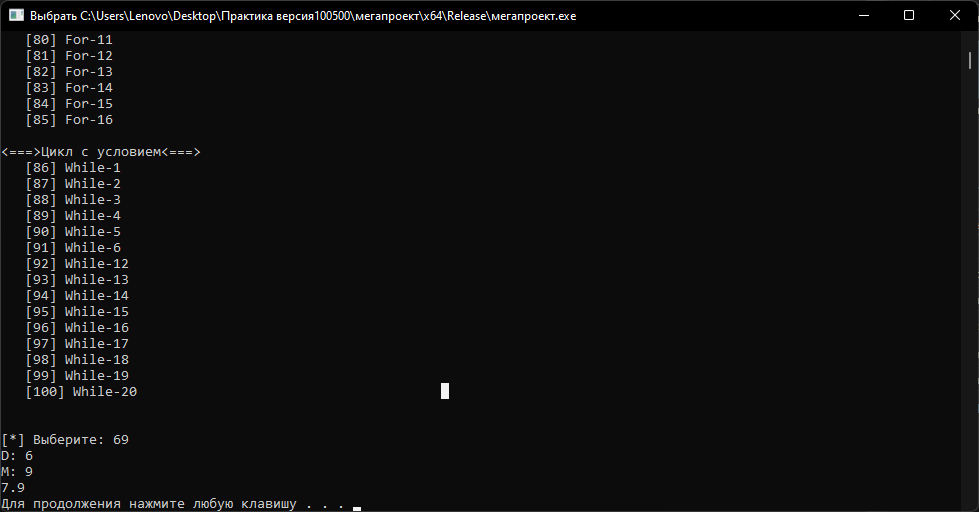 Выбрать C:\Users\Lenovo\Desktop\Практика версия100500\мегапроект\x64\Release\мегапроект.exe
[80] For-11
[81] For-12
[82] For-13
[83] For-14
[84] For-15
[85] For-16
<===>Цикл с условием<===>
[86] While-1
[87] While-2
[88] While-3
[89] While-4
[90] While-5
[91] While-6
[92] While-12
[93] While-13
[94] While-14
[95] While-15
[96] While-16
[97] While-17
[98] While-18
[99] While-19
[100] While-20
[*] Выберите: 69
D: 6
M: 9
7.9
Для продолжения нажмите любую клавишу . . .